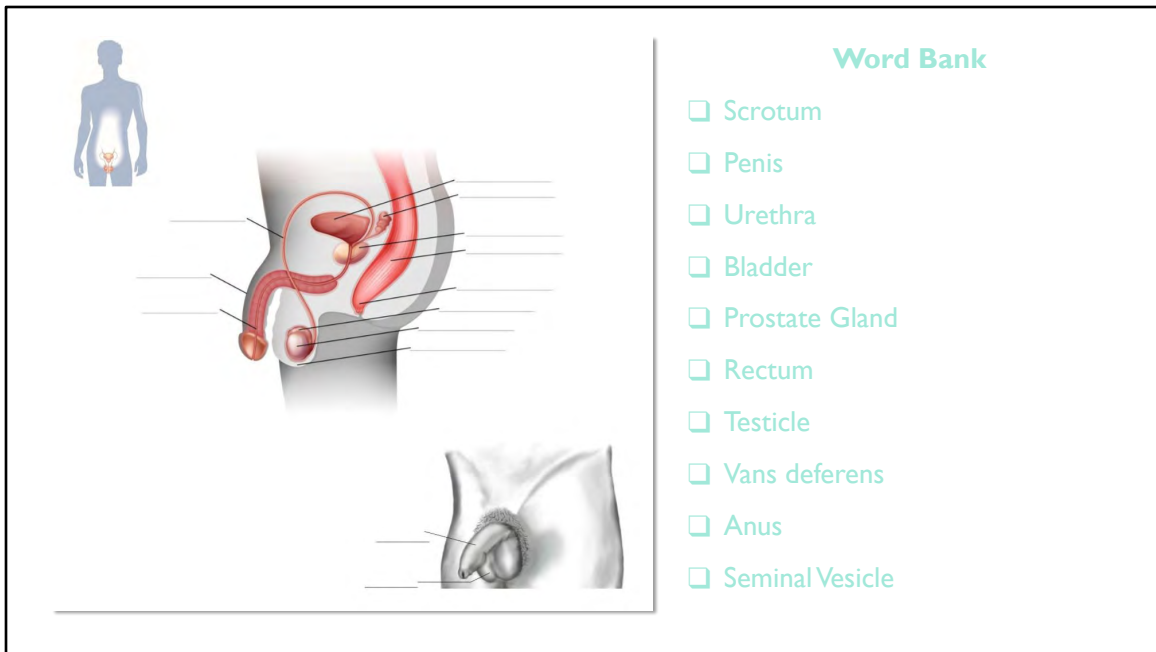 Word Bank
Scrotum
Penis
Urethra
Bladder
Prostate Gland
Rectum
Testicle
Vans deferens
Anus
Seminal Vesicle